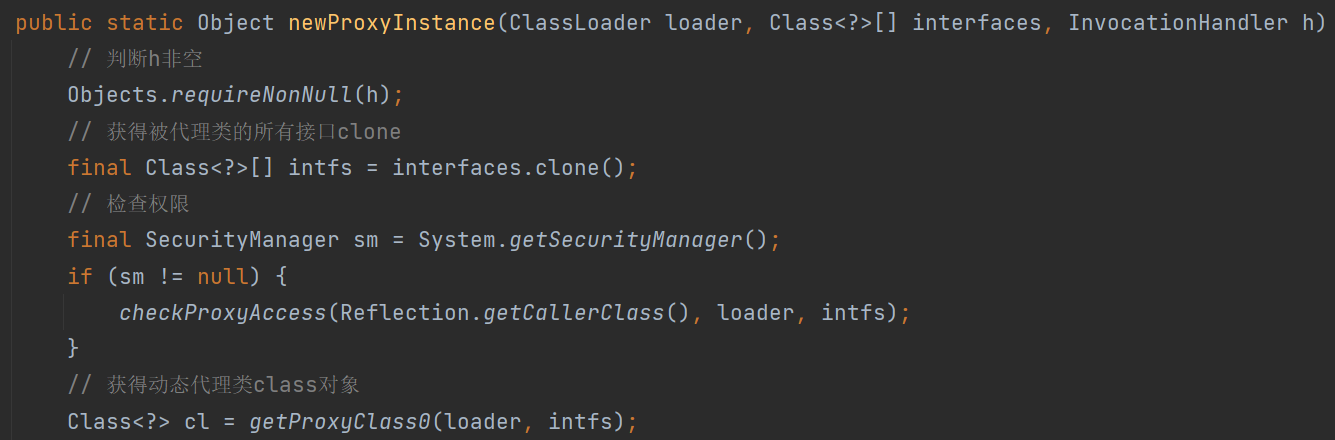 public static Object newProxyInstance(ClassLoader loader, Class<?>[] interfaces, InvocationHandler h)
// 判断h非空
Objects.requireNonNull(h);
// 获得被代理类的所有接口clone
final Class<?>[] intfs = interfaces.clone();
// 检查权限
final SecurityManager sm = System.getSecurityManager();
if (sm != null) {
checkProxyAccess(Reflection.getCallerClass(), loader, intfs);
}
// 获得动态代理类class对象
Class<?> cl = getProxyClass0(loader, intfs);